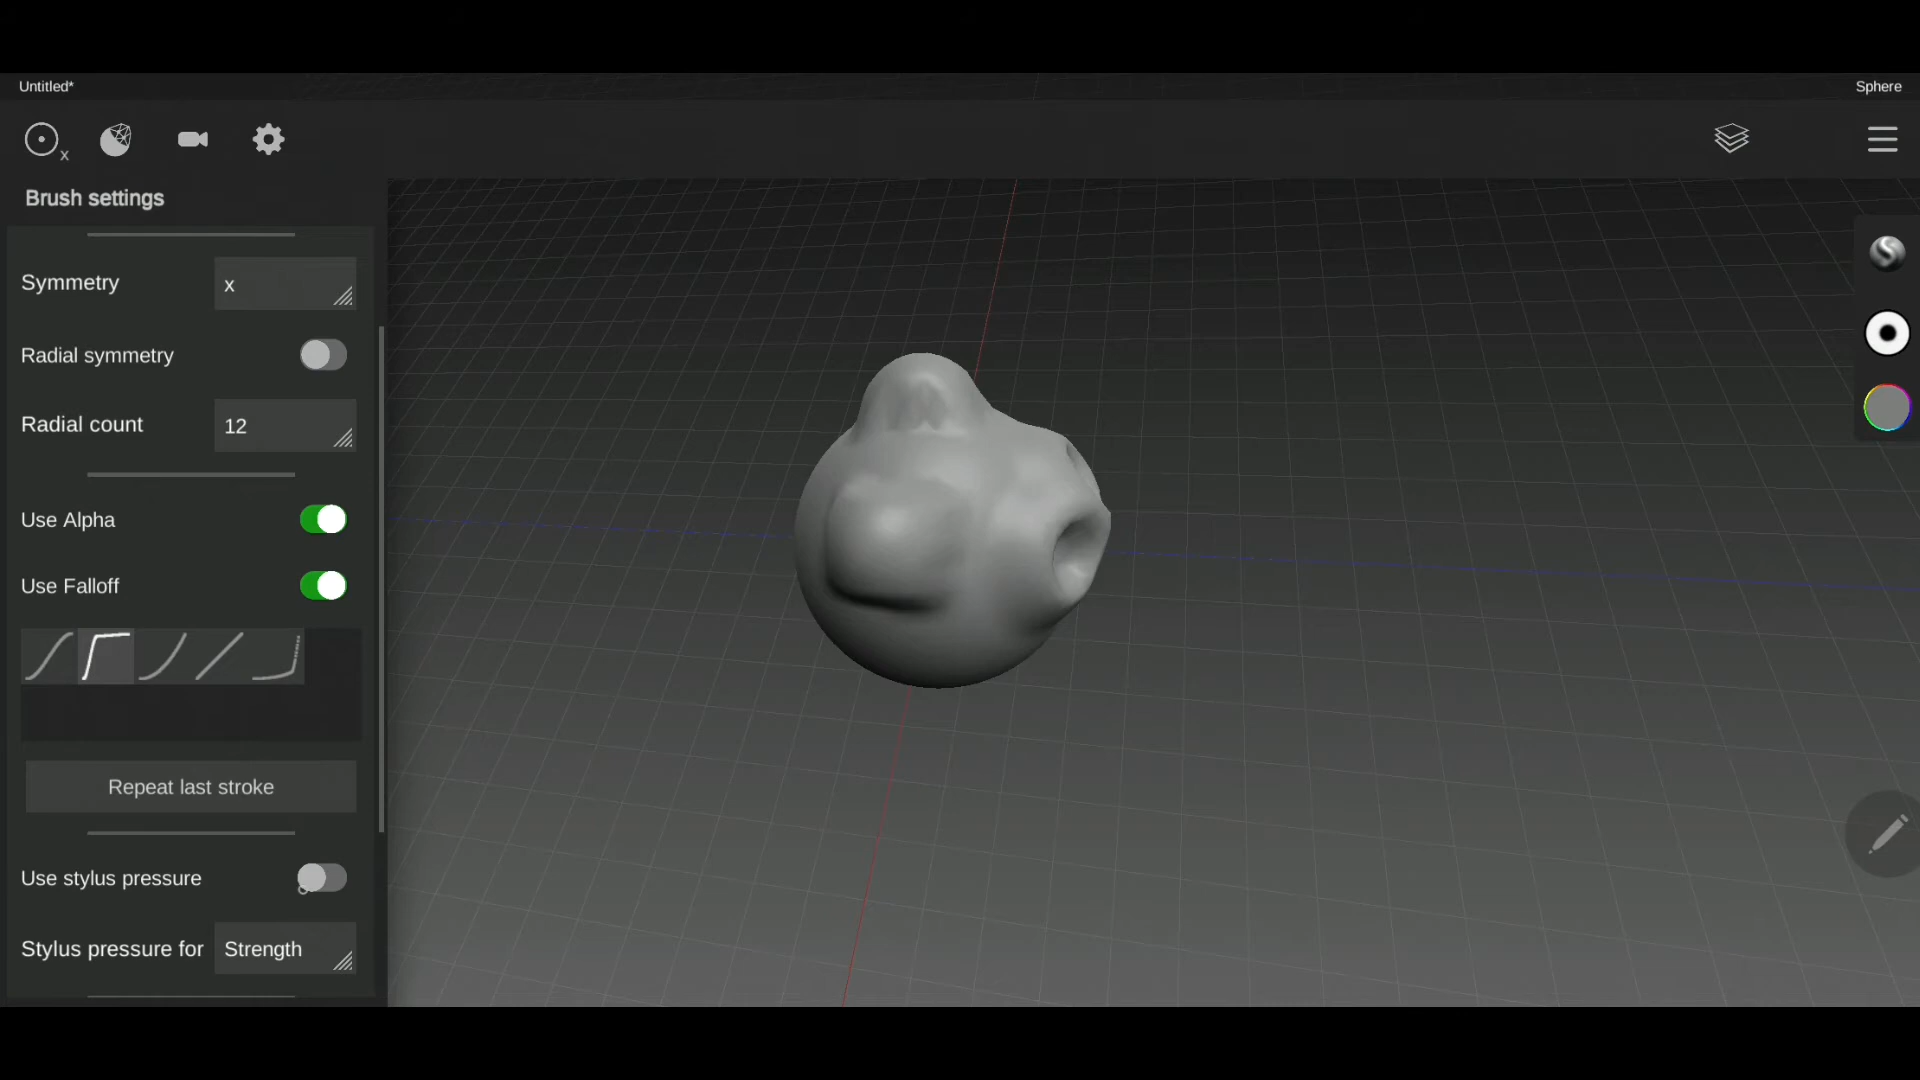 Untitled*
Sphere
x
Brush settings
Symmetry
x
Radial symmetry
Radial count
12
Use Alpha
Use Falloff
Repeat last stroke
Use stylus pressure
Stylus pressure for
Strength